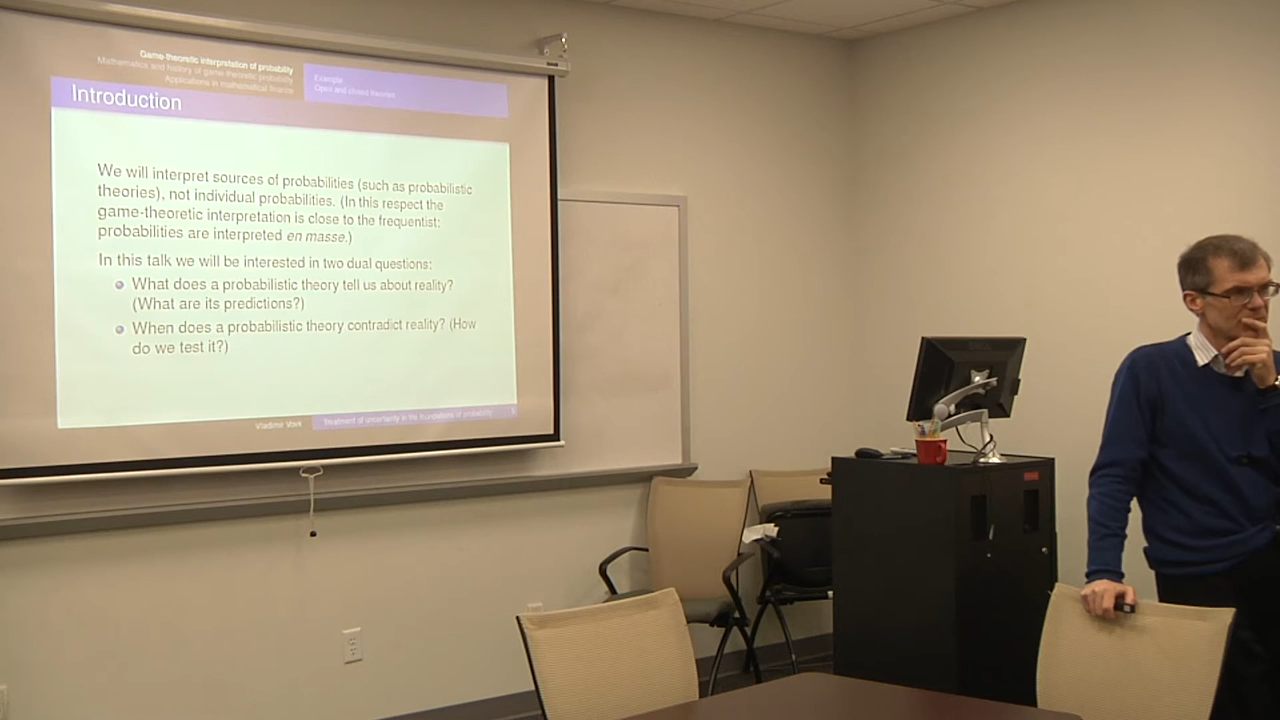 Game-theoretic interpretation of probability
Mathematics and history of game-theoretic probability
Applications in mathematical finance
Example
Open and closed theories
Introduction
We will interpret sources of probabilities (such as probabilistic
theories), not individual probabilities. (In this respect the
game-theoretic interpretation is close to the frequentist:
probabilities are interpreted en masse.)
In this talk we will be interested in two dual questions:
What does a probabilistic theory tell us about reality?
(What are its predictions?)
When does a probabilistic theory contradict reality? (How
do we test it?)
Vladimir Vovk
Treatment of uncertainty in the foundations of probability